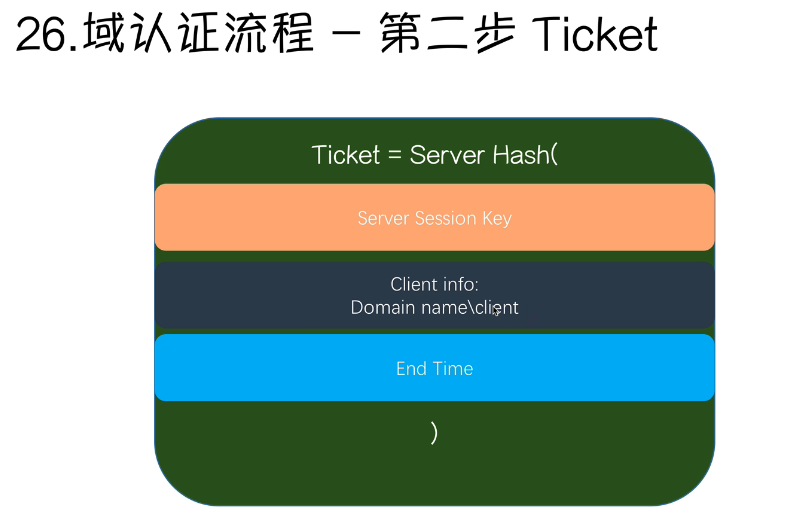 26.域认证流程 - 第二步 Ticket
Ticket = Server Hash(
Server Session Key
Client info:
Domain name\client
End Time
)